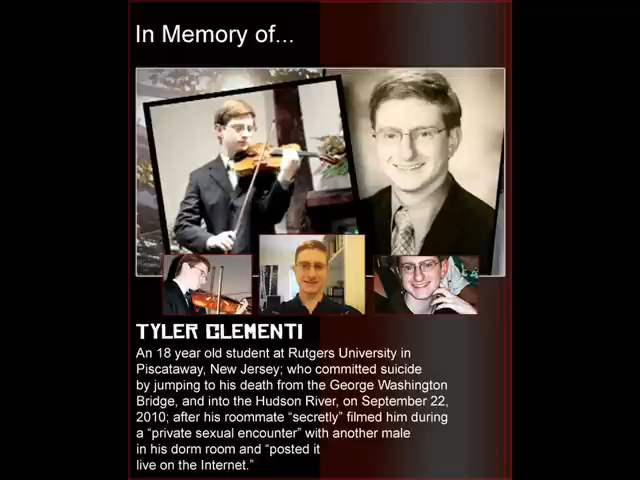 In Memory of...
TYLER CLEMENTI
An 18 year old student at Rutgers University in
Piscataway, New Jersey; who committed suicide
by jumping to his death from the George Washington
Bridge, and into the Hudson River, on September 22,
2010; after his roommate “secretly” filmed him during
a “private sexual encounter” with another male
in his dorm room and “posted it
live on the Internet.”